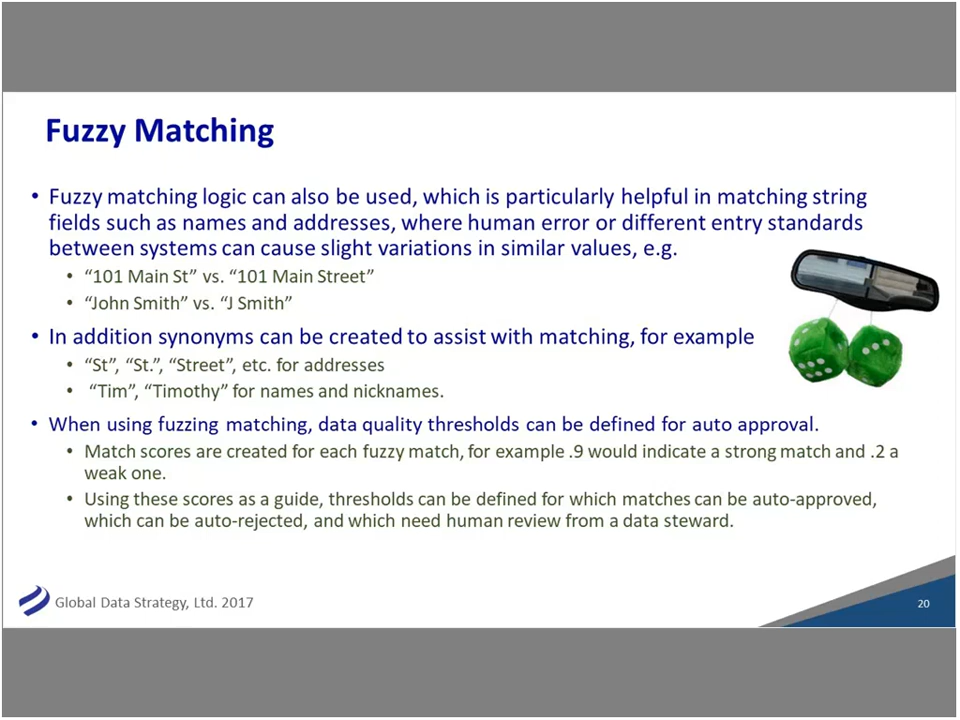 Fuzzy Matching
• Fuzzy matching logic can also be used, which is particularly helpful in matching string
fields such as names and addresses, where human error or different entry standards
between systems can cause slight variations in similar values, e.g.
• “101 Main St” vs. “101 Main Street”
• “John Smith” vs. “J Smith”
• In addition synonyms can be created to assist with matching, for example
• “St”, “St.”, “Street”, etc. for addresses
• “Tim”, “Timothy” for names and nicknames.
• When using fuzzing matching, data quality thresholds can be defined for auto approval.
• Match scores are created for each fuzzy match, for example .9 would indicate a strong match and .2 a
weak one.
• Using these scores as a guide, thresholds can be defined for which matches can be auto-approved,
which can be auto-rejected, and which need human review from a data steward.
Global Data Strategy, Ltd. 2017
20